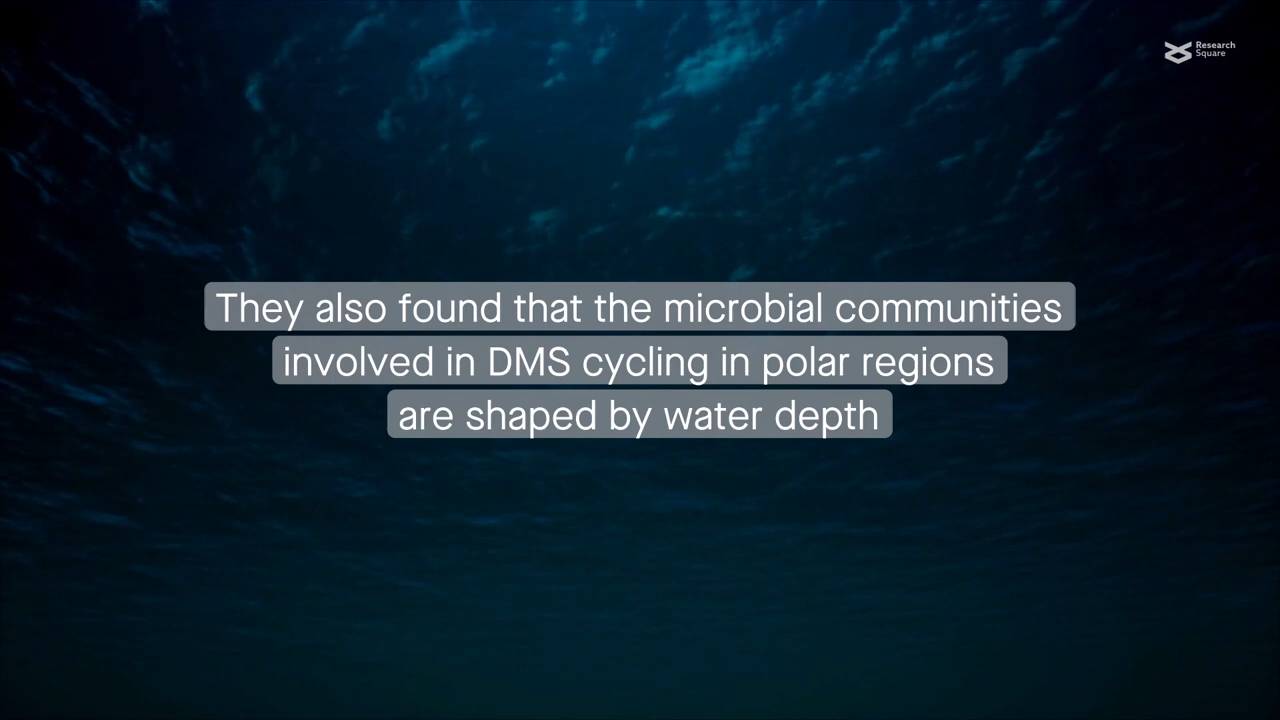 Research
Square
They also found that the microbial communities
involved in DMS cycling in polar regions
are shaped by water depth